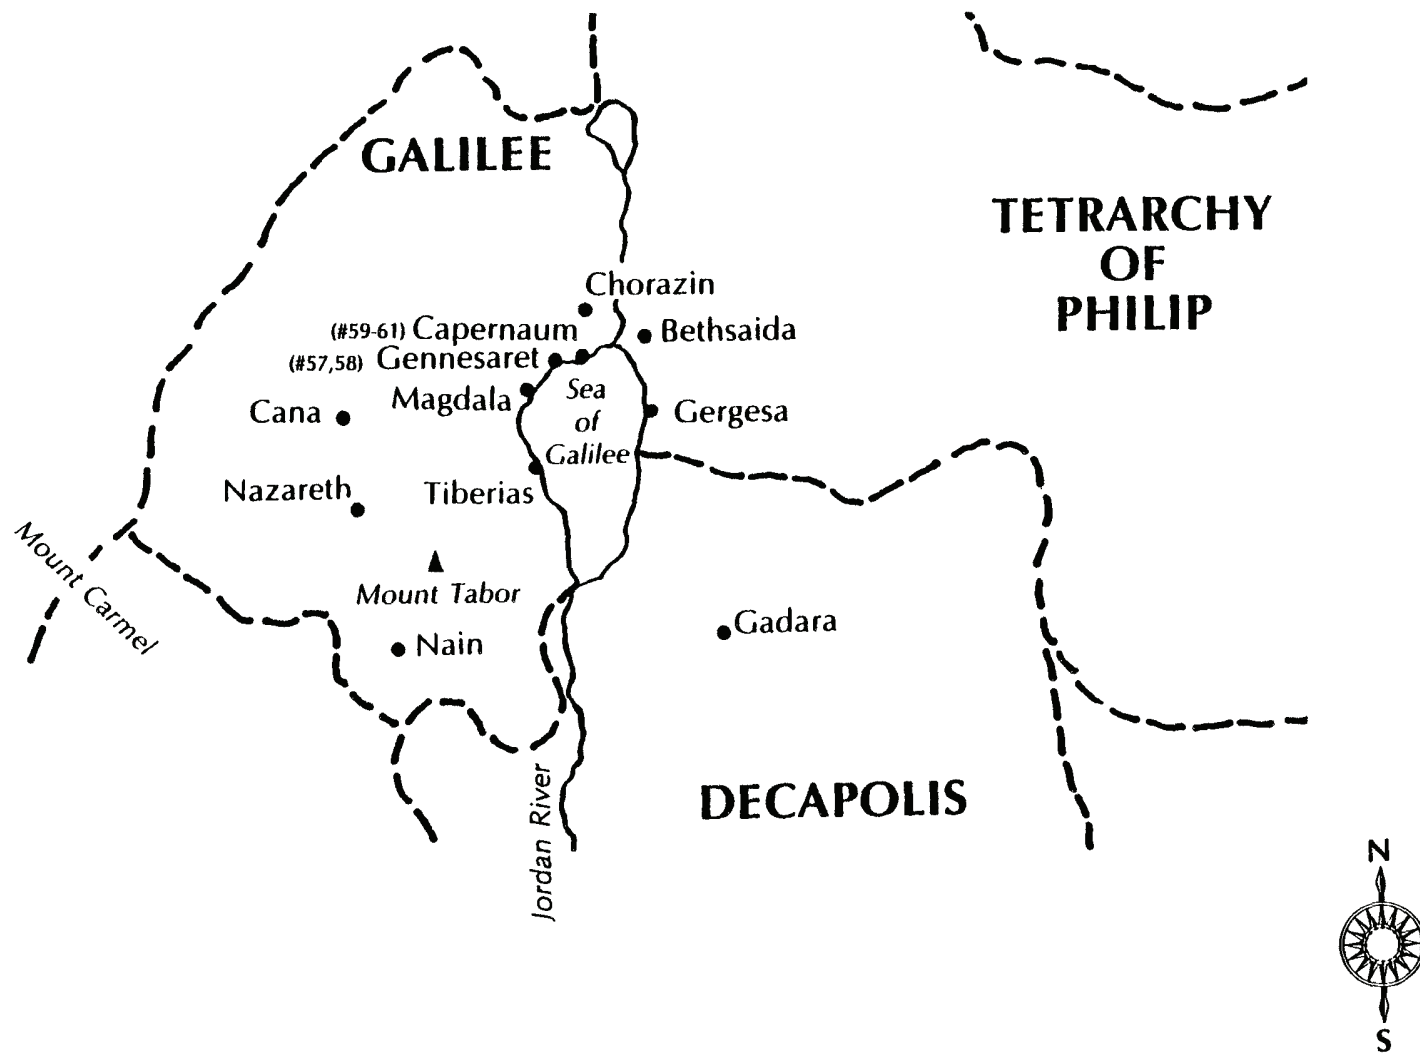 GALILEE
TETRARCHY
OF
PHILIP
Chorazin
(#59-61) Capernaum
Bethsaida
(#57,58) Gennesaret
Magdala
Sea
of
Galilee
Cana
Gergesa
Nazareth
Tiberias
Mount Carmel
Mount Tabor
Gadara
Nain
Jordan River
DECAPOLIS
N
S